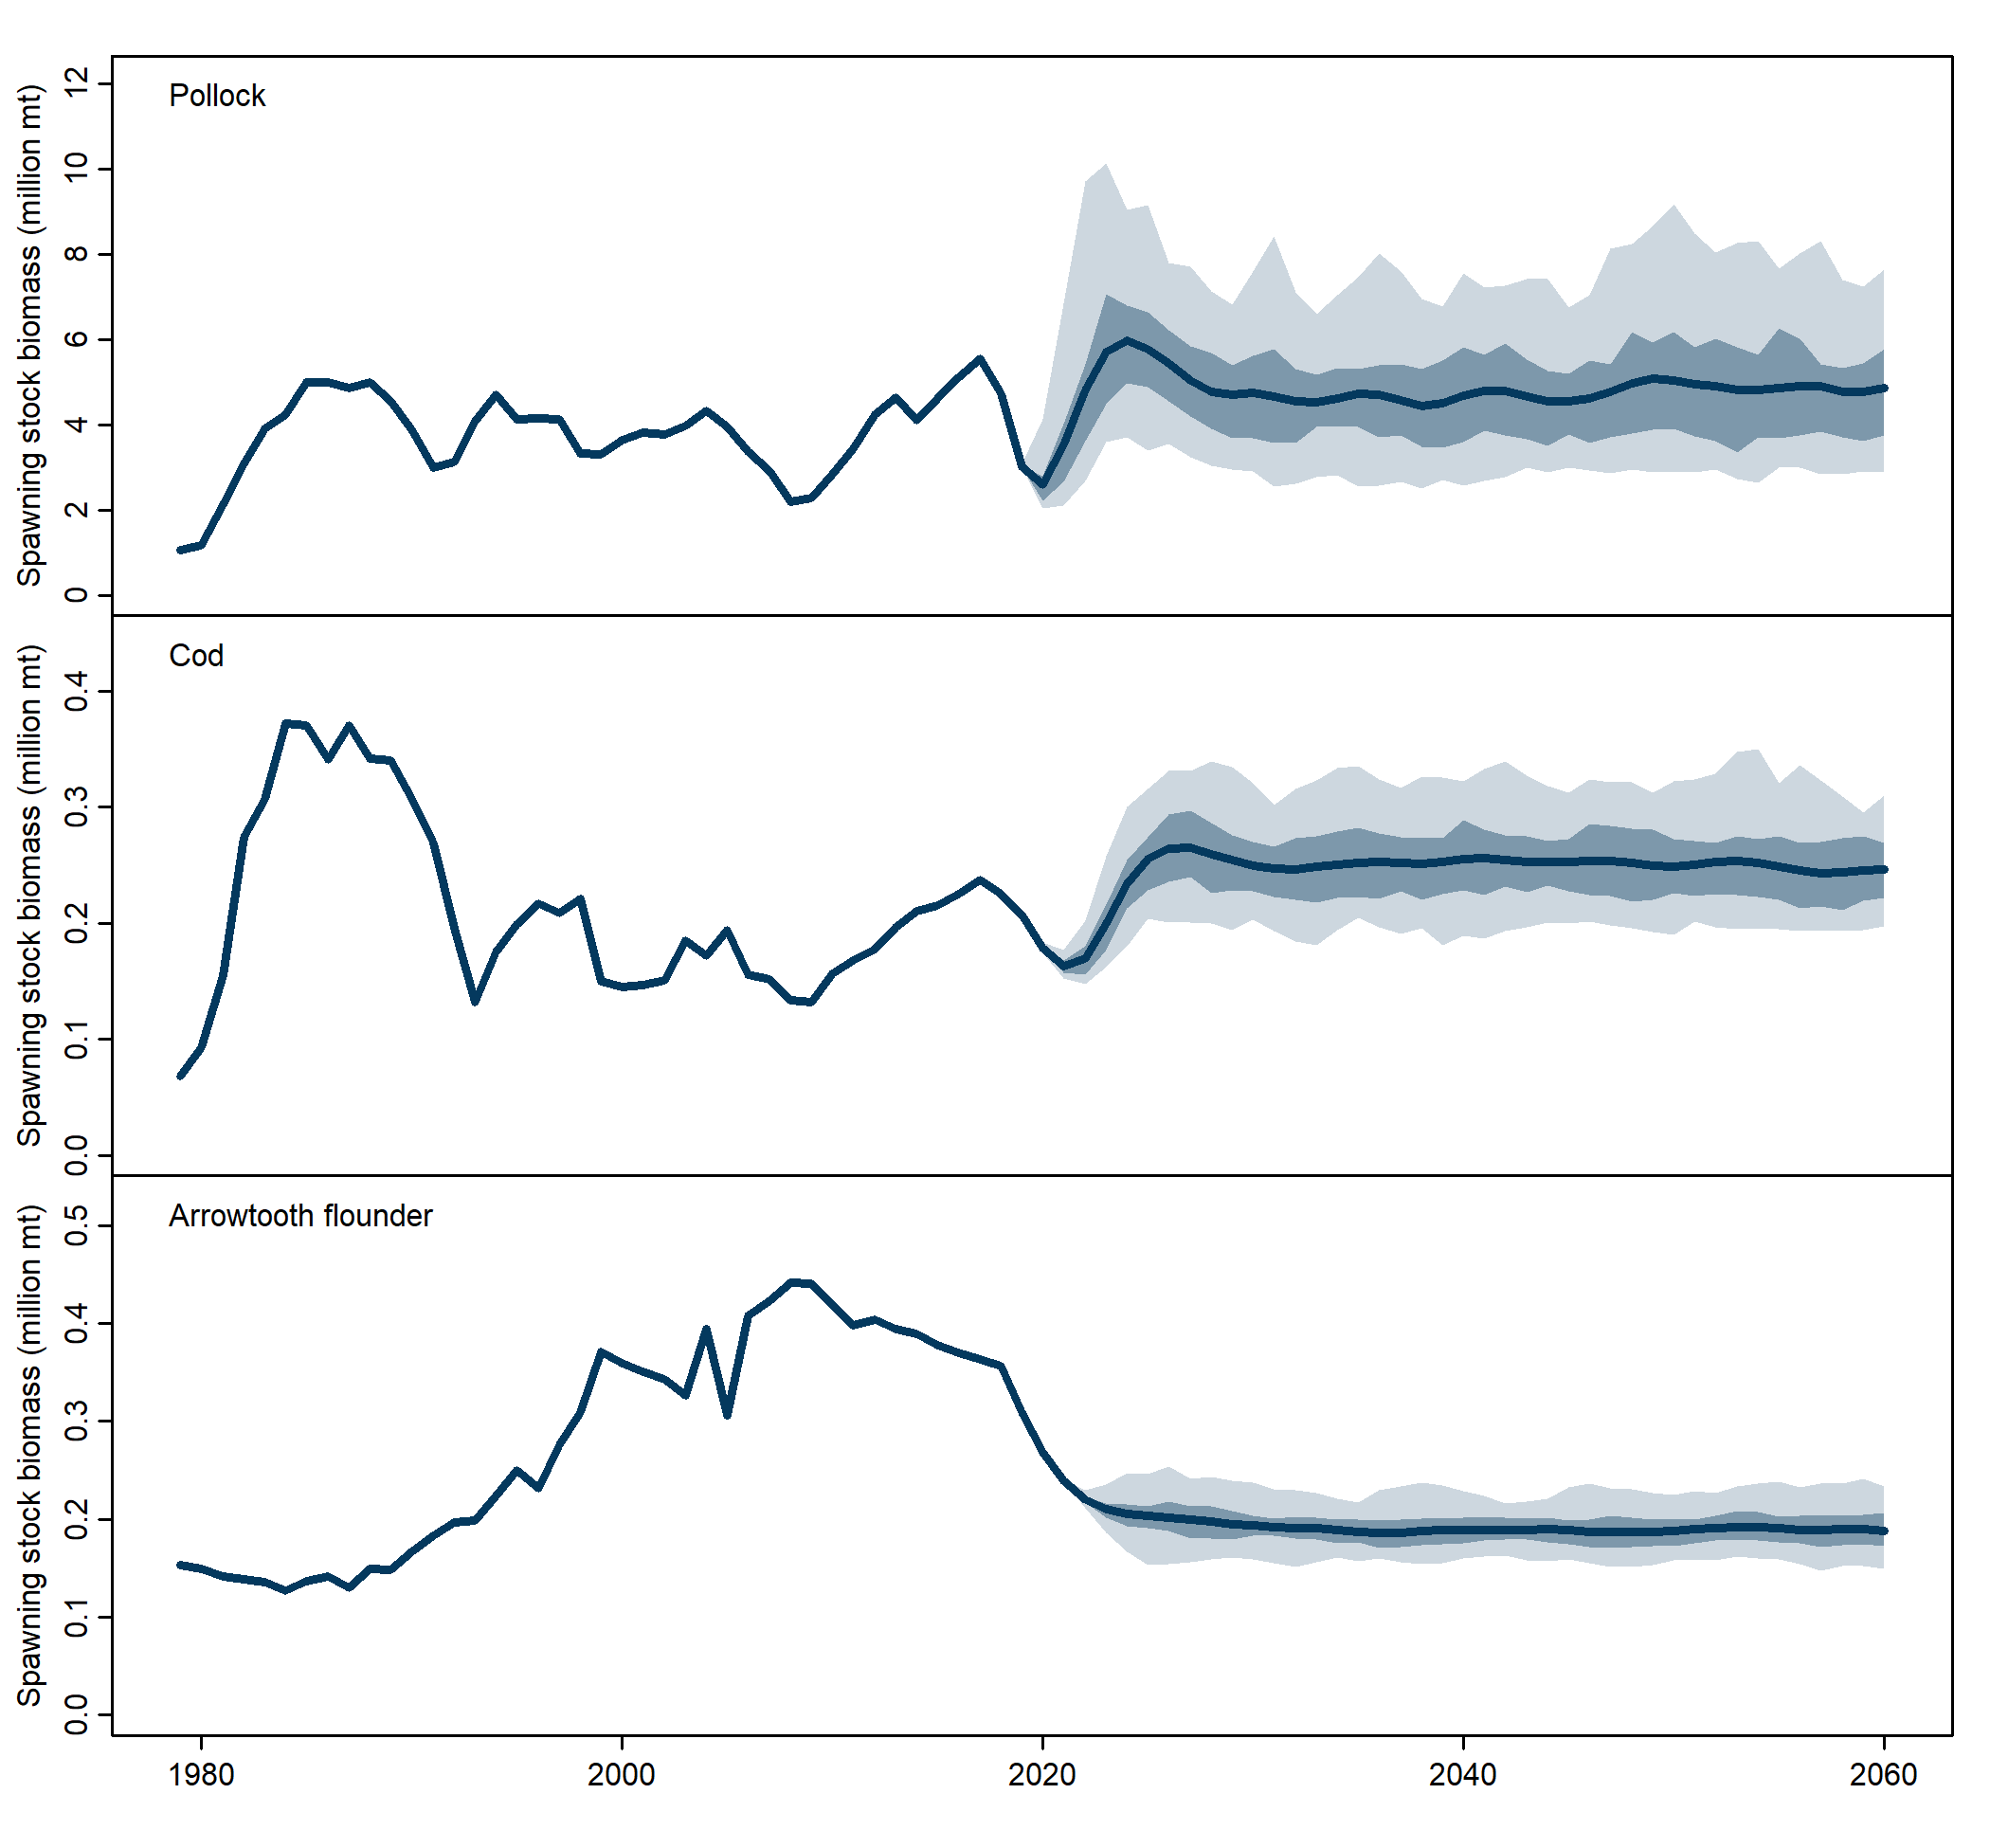 Pollock
Spawning stock biomass (million mt)
12
10
8
6
4
2
0
Cod
Spawning stock biomass (million mt)
0.4
0.3
0.2
0.1
0.0
Arrowtooth flounder
Spawning stock biomass (million mt)
0.5
0.4
0.3
0.2
0.1
0.0
1980 2000 2020 2040 2060